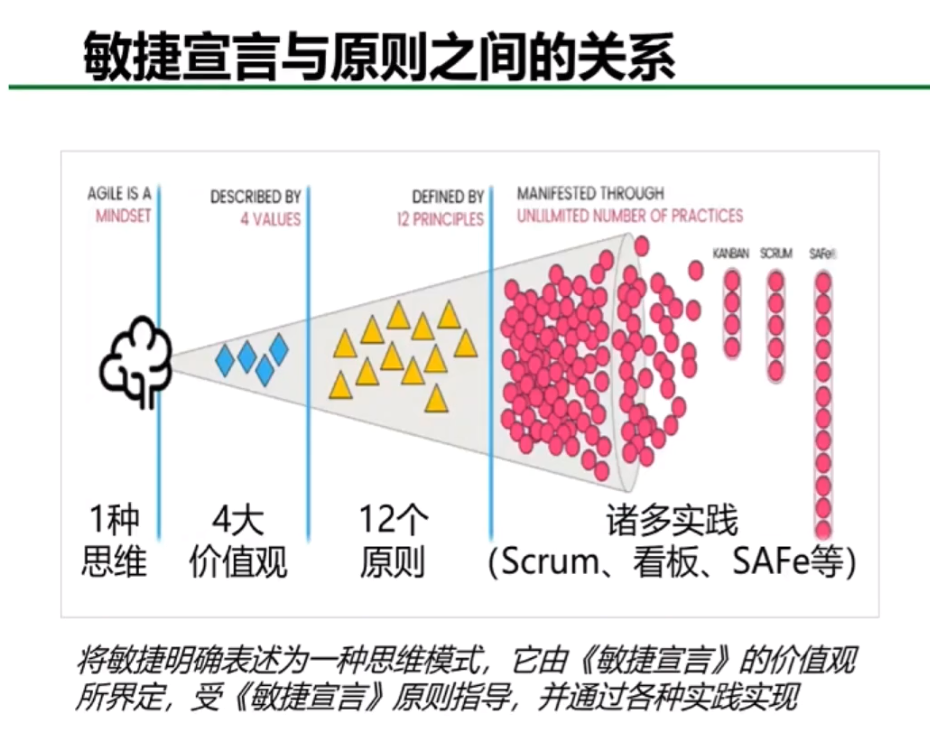 敏捷宣言与原则之间的关系
AGILE IS A
MINDSET
DESCRIBED BY
4 VALUES
DEFINED BY
12 PRINCIPLES
MANIFESTED THROUGH
UNLILMITED NUMBER OF PRACTICES
KANBAN
SCRUM
SAFe®
1种
思维
4大
价值观
12个
原则
诸多实践
（Scrum、看板、SAFe等）
将敏捷明确表述为一种思维模式，它由《敏捷宣言》的价值观
所界定，受《敏捷宣言》原则指导，并通过各种实践实现